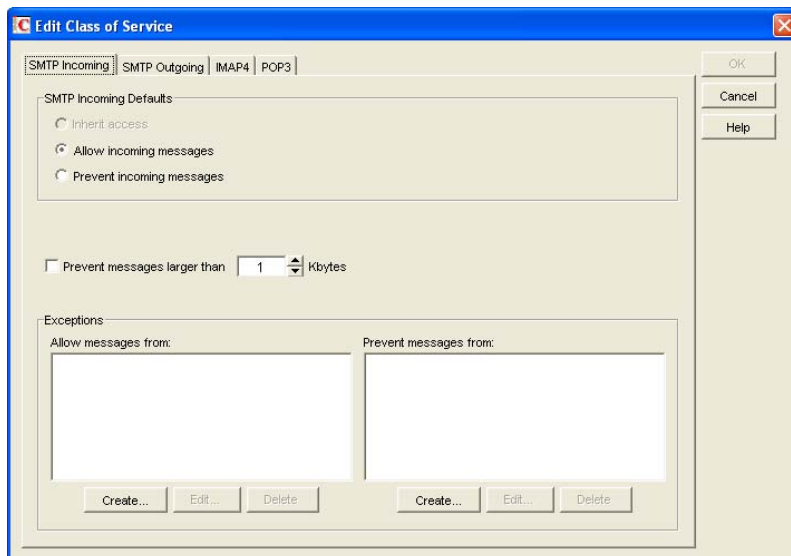 Edit Class of Service
SMTP Incoming SMTP Outgoing IMAP4 POP3
OK
Cancel
Help
SMTP Incoming Defaults
Inherit access
Allow incoming messages
Prevent incoming messages
Prevent messages larger than 1 Kbytes
Exceptions
Allow messages from: Prevent messages from:
Create... Edit... Delete Create... Edit... Delete